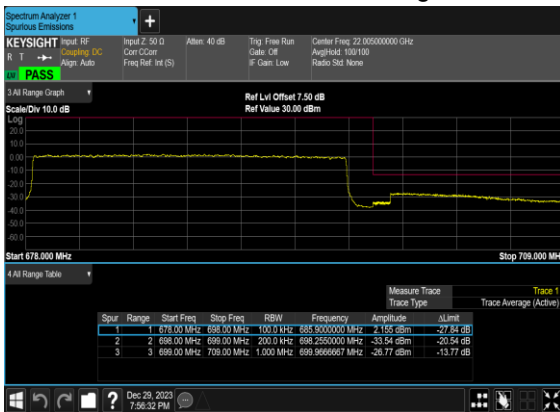 Spectrum Analyzer 1
Spurious Emissions
KEYSIGHT
R T
Input: RF
Coupling: DC
Align: Auto
Input Z: 50 Ω
Corr CCorr
Freq Ref: Int (S)
Atten: 40 dB
Trig: Free Run
Gate: Off
IF Gain: Low
Center Freq: 22.005000000 GHz
Avg|Hold: 100/100
Radio Std: None
PASS
3 All Range Graph
Scale/Div 10.0 dB
Ref Lvl Offset 7.50 dB
Ref Value 30.00 dBm
Log
20.0
10.0
0.00
-10.0
-20.0
-30.0
-40.0
-50.0
-60.0
Start 678.000 MHz
Stop 709.000 MH
4 All Range Table
Measure Trace Trace 1
Trace Type Trace Average (Active)
Spur Range Start Freq Stop Freq RBW Frequency Amplitude ΔLimit
1 1 678.00 MHz 698.00 MHz 100.0 kHz 685.9000000 MHz 2.155 dBm -27.84 dB
2 2 698.00 MHz 699.00 MHz 200.0 kHz 698.2550000 MHz -33.54 dBm -20.54 dB
3 3 699.00 MHz 709.00 MHz 1.000 MHz 699.9666667 MHz -26.77 dBm -13.77 dB
Dec 29, 2023
7:56:32 PM